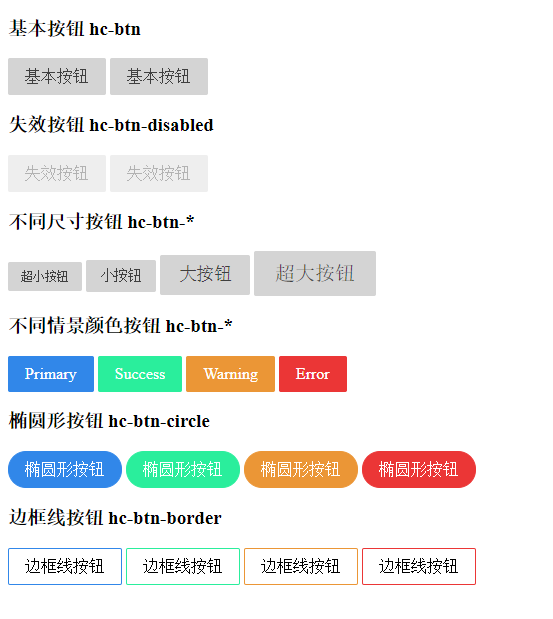 基本按钮 hc-btn
基本按钮 基本按钮
失效按钮 hc-btn-disabled
失效按钮 失效按钮
不同尺寸按钮 hc-btn-*
超小按钮 小按钮 大按钮 超大按钮
不同情景颜色按钮 hc-btn-*
Primary Success Warning Error
椭圆形按钮 hc-btn-circle
椭圆形按钮 椭圆形按钮 椭圆形按钮 椭圆形按钮
边框线按钮 hc-btn-border
边框线按钮 边框线按钮 边框线按钮 边框线按钮